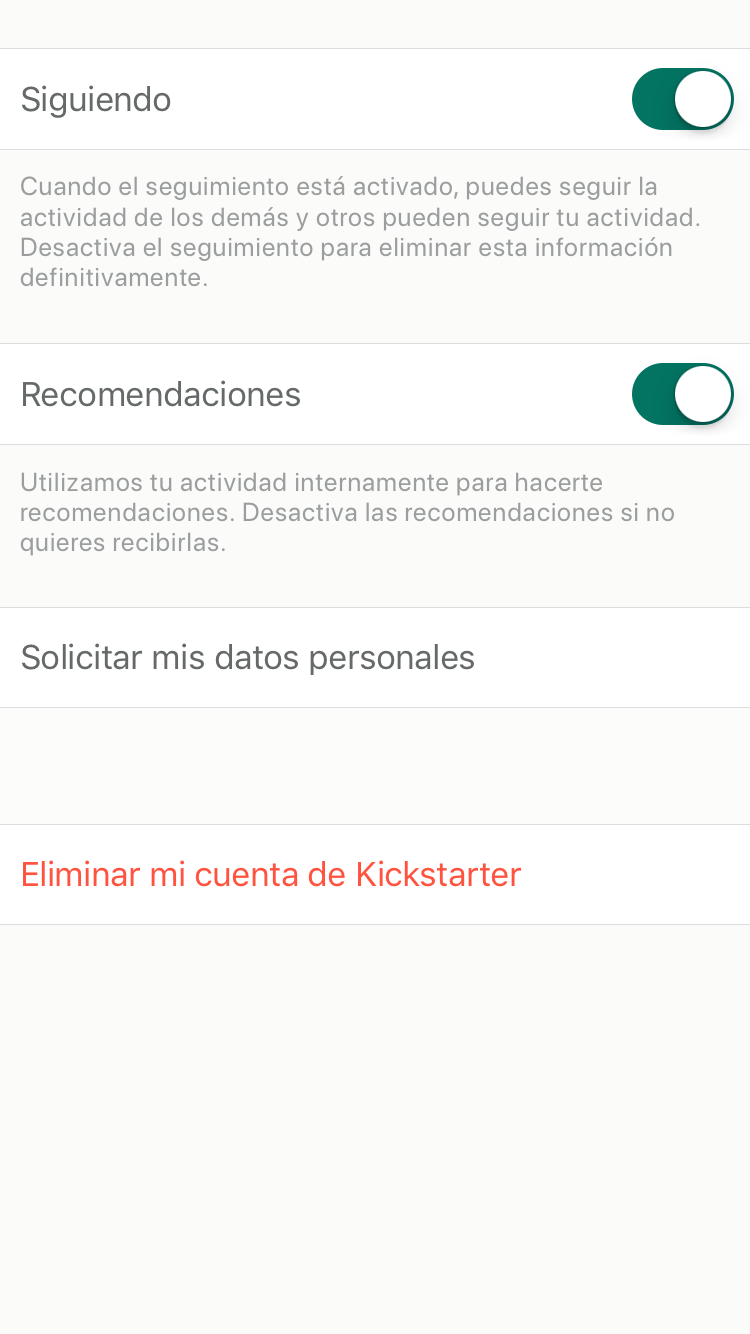 Siguiendo
Cuando el seguimiento está activado, puedes seguir la
actividad de los demás y otros pueden seguir tu actividad.
Desactiva el seguimiento para eliminar esta información
definitivamente.
Recomendaciones
Utilizamos tu actividad internamente para hacerte
recomendaciones. Desactiva las recomendaciones si no
quieres recibirlas.
Solicitar mis datos personales
Eliminar mi cuenta de Kickstarter